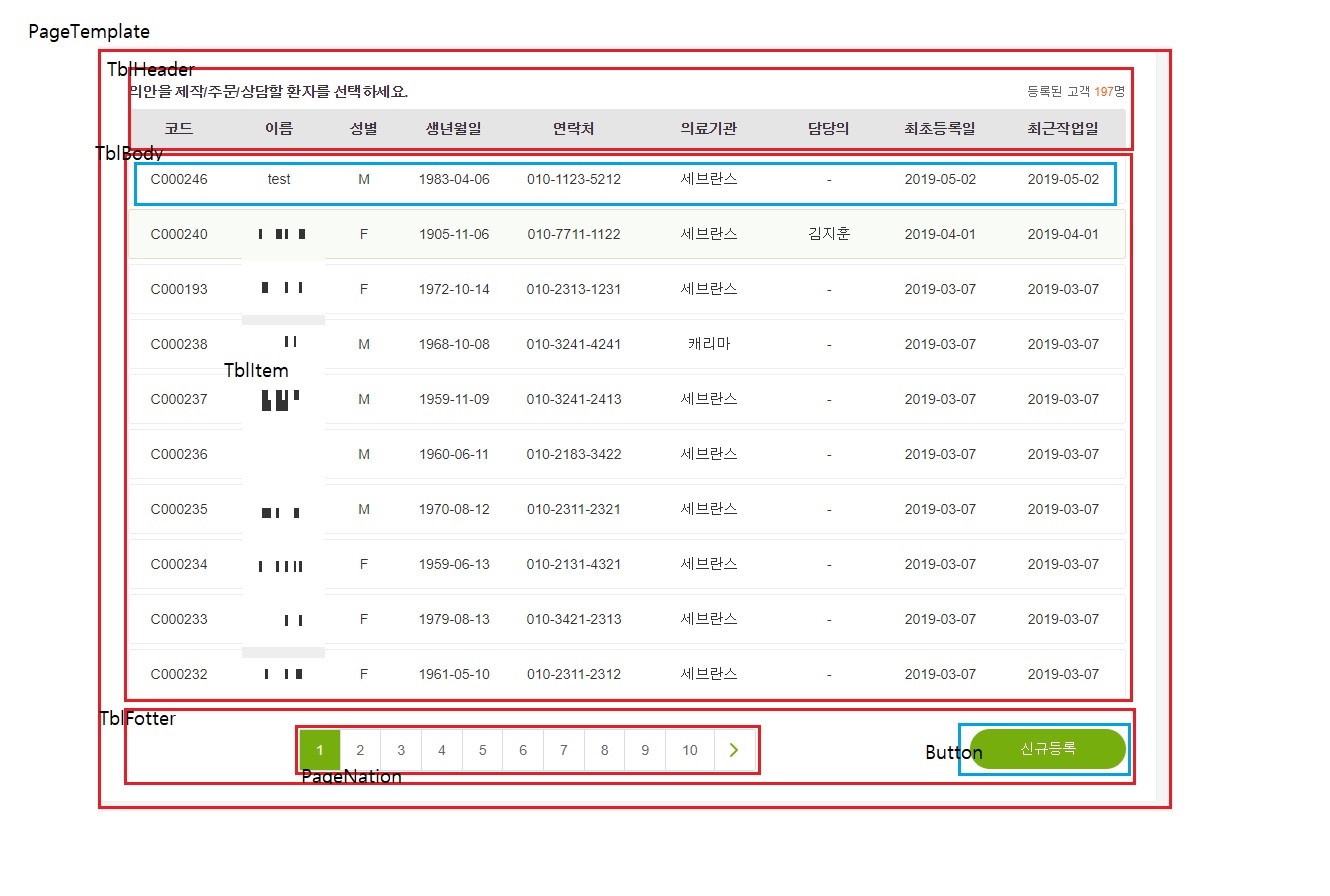 PageTemplate
TblHeader
의안을 제작/주문/상담할 환자를 선택하세요.
등록된 고객 197명
코드 이름 성별 생년월일 연락처 의료기관 담당의 최초등록일 최근작업일
TblBody
C000246 test M 1983-04-06 010-1123-5212 세브란스 - 2019-05-02 2019-05-02
C000240 F 1905-11-06 010-7711-1122 세브란스 김지훈 2019-04-01 2019-04-01
C000193 F 1972-10-14 010-2313-1231 세브란스 - 2019-03-07 2019-03-07
C000238 M 1968-10-08 010-3241-4241 캐리마 - 2019-03-07 2019-03-07
TblItem
C000237 M 1959-11-09 010-3241-2413 세브란스 - 2019-03-07 2019-03-07
C000236 M 1960-06-11 010-2183-3422 세브란스 - 2019-03-07 2019-03-07
C000235 M 1970-08-12 010-2311-2321 세브란스 - 2019-03-07 2019-03-07
C000234 F 1959-06-13 010-2131-4321 세브란스 - 2019-03-07 2019-03-07
C000233 F 1979-08-13 010-3421-2313 세브란스 - 2019-03-07 2019-03-07
C000232 F 1961-05-10 010-2311-2312 세브란스 - 2019-03-07 2019-03-07
TblFotter
1 2 3 4 5 6 7 8 9 10 >
Button 신규등록
PageNation